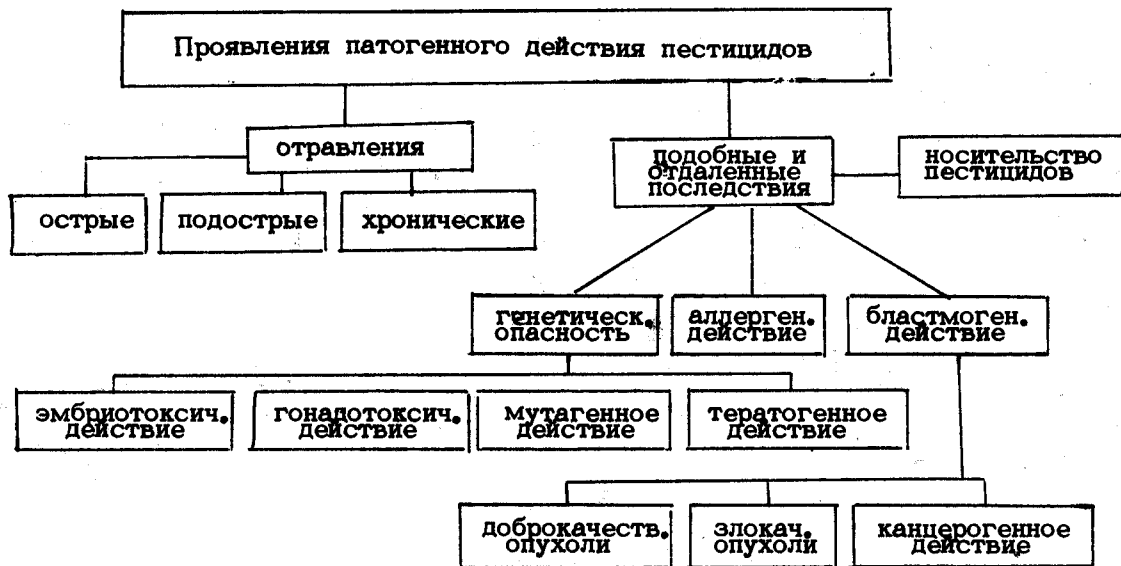 Проявления патогенного действия пестицидов
отравления
подобные и
отдаленные
последствия
носительство
пестицидов
острые
подострые
хронические
генетическ.
опасность
аллерген.
действие
бластмоген.
действие
эмбриотоксич.
действие
гонадотоксич.
действие
мутагенное
действие
тератогенное
действие
доброкачеств.
опухоли
злокач.
опухоли
канцерогенное
действие